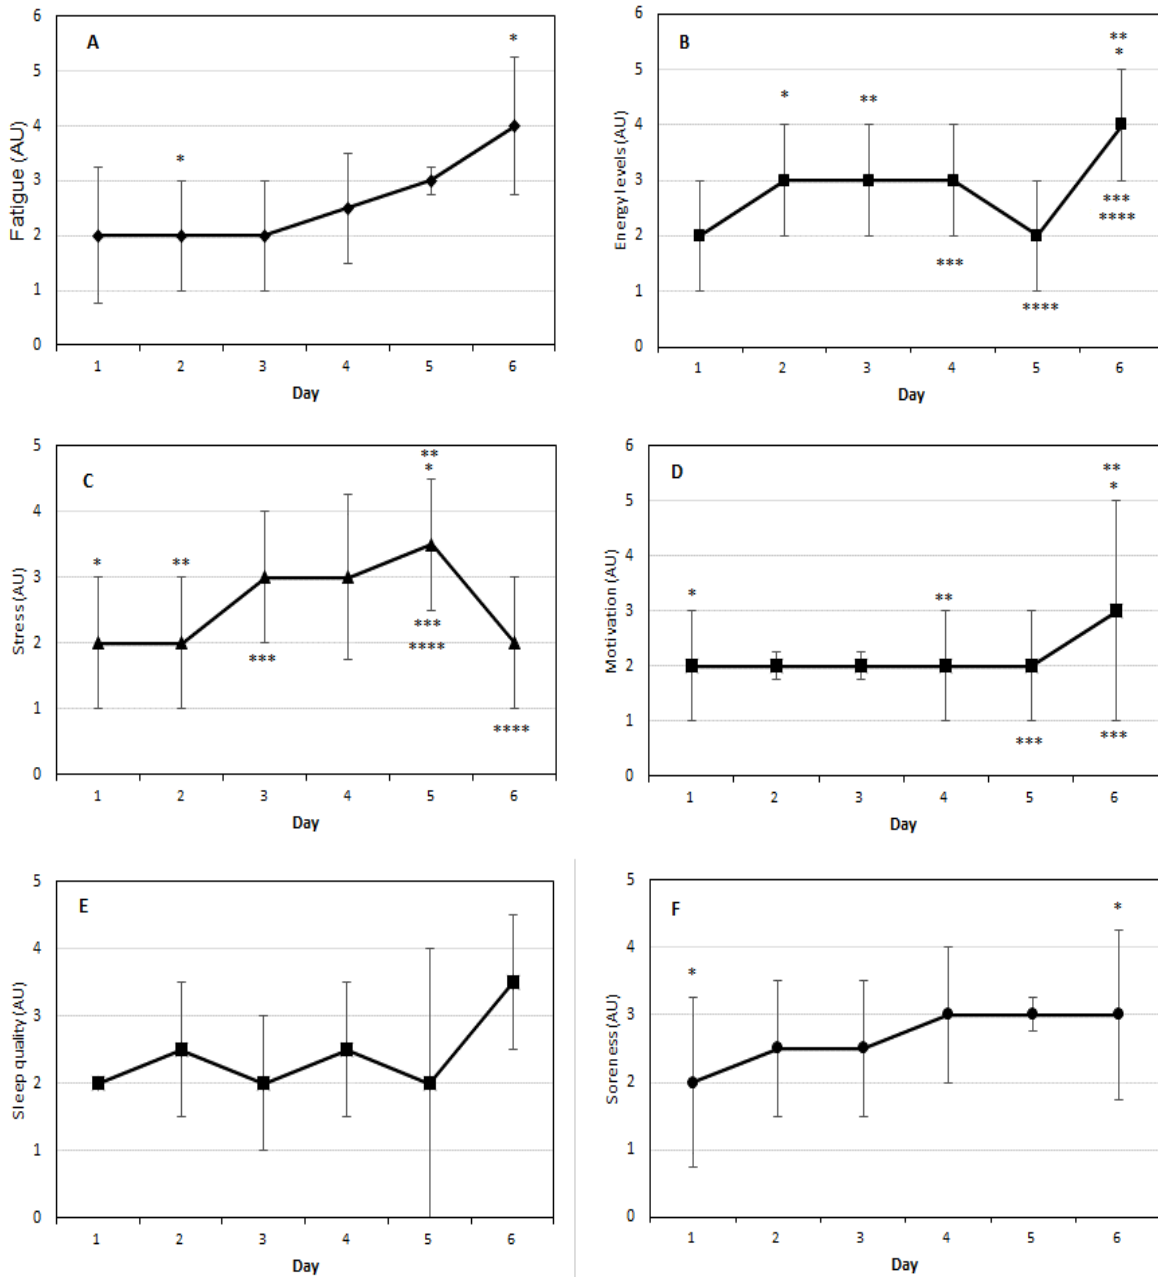 A
Fatigue (AU)
6
*
5
4
*
3
2
1
0
1 2 3 4 5 6
Day
B
Energy levels (AU)
6
**
*
5
* **
4
3
***
****
2
***
1
****
0
1 2 3 4 5 6
Day
C
Stress (AU)
5
**
*
4
* **
3
***
****
2
***
1
****
0
1 2 3 4 5 6
Day
D
Motivation (AU)
6
**
*
5
4
* **
3
2
1
*** ***
0
1 2 3 4 5 6
Day
E
Sleep quality (AU)
5
4
3
2
1
0
1 2 3 4 5 6
Day
F
Soreness (AU)
5
*
4
*
3
2
1
0
1 2 3 4 5 6
Day